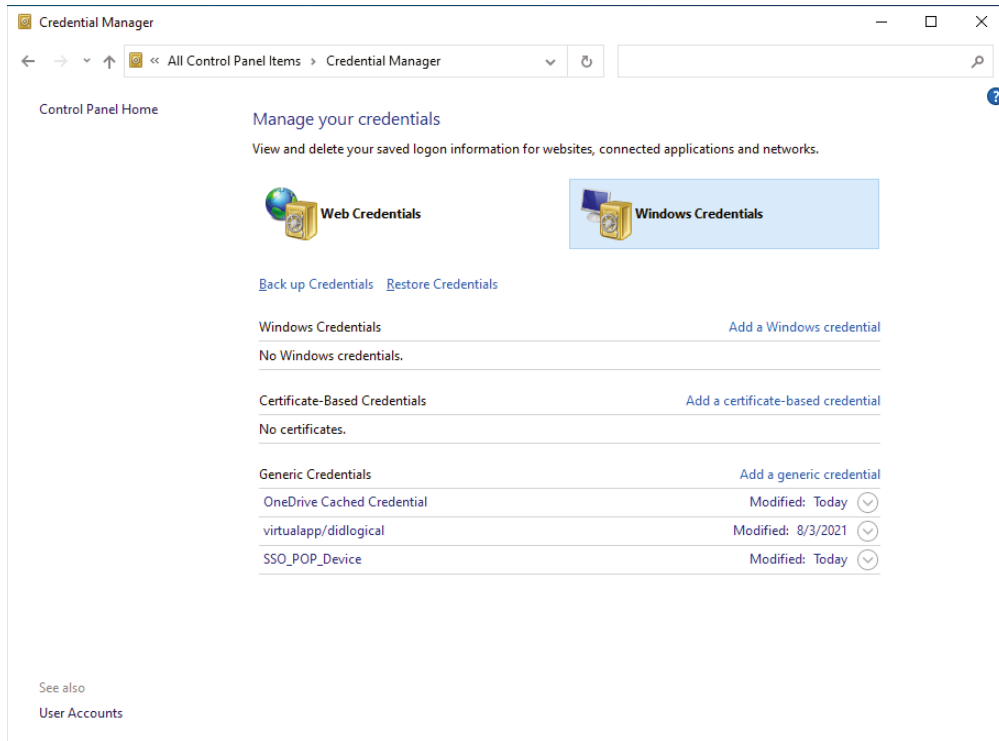 Credential Manager
« All Control Panel Items › Credential Manager
Control Panel Home
?
Manage your credentials
View and delete your saved logon information for websites, connected applications and networks.
Web Credentials Windows Credentials
Back up Credentials Restore Credentials
Windows Credentials Add a Windows credential
No Windows credentials.
Certificate-Based Credentials Add a certificate-based credential
No certificates.
Generic Credentials Add a generic credential
OneDrive Cached Credential Modified: Today
virtualapp/didlogical Modified: 8/3/2021
SSO_POP_Device Modified: Today
See also
User Accounts